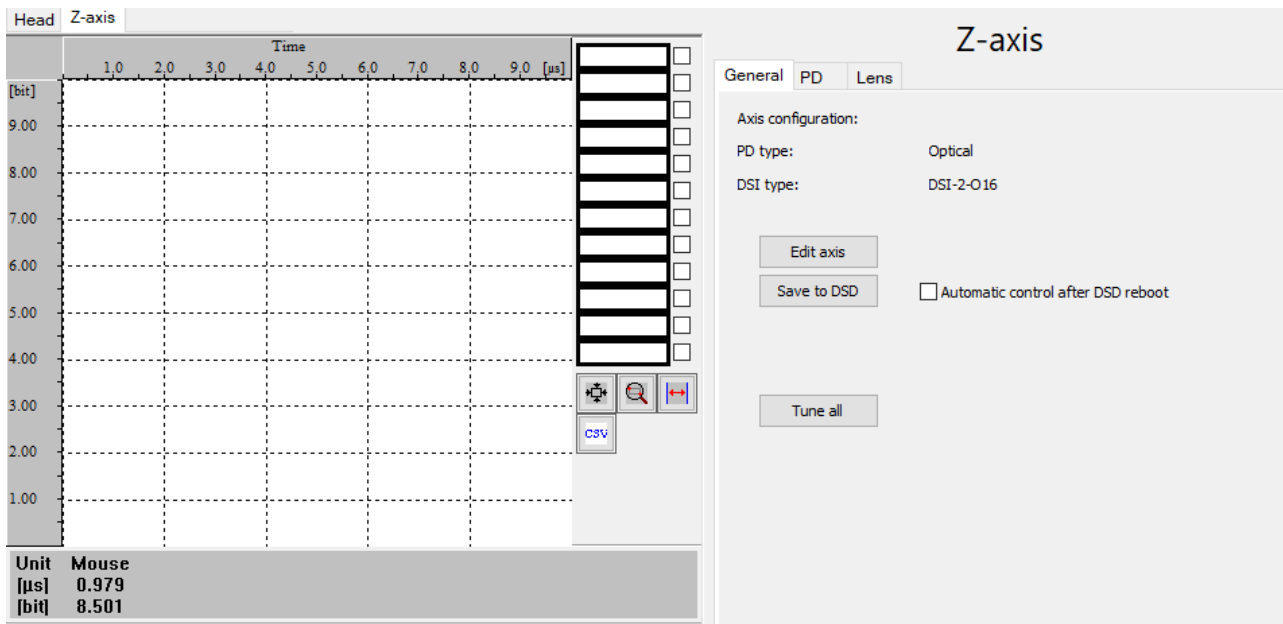 Head Z-axis
Time
1.0 2.0 3.0 4.0 5.0 6.0 7.0 8.0 9.0 [µs]
[bit]
9.00
8.00
7.00
6.00
5.00
4.00
3.00
2.00
1.00
csv
Unit Mouse
[µs] 0.979
[bit] 8.501
Z-axis
General PD Lens
Axis configuration:
PD type: Optical
DSI type: DSI-2-O16
Edit axis
Save to DSD Automatic control after DSD reboot
Tune all